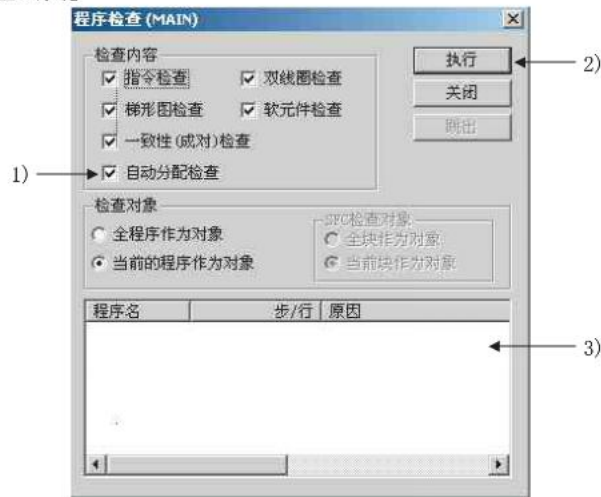 程序检查(MAIN)
检查内容
指令检查
双线圈检查
梯形图检查
软元件检查
一致性(成对)检查
自动分配检查
执行
关闭
跳出
1)
2)
检查对象
全程序作为对象
当前的程序作为对象
SFC检查对象
全块作为对象
当前块作为对象
程序名
步/行
原因
3)